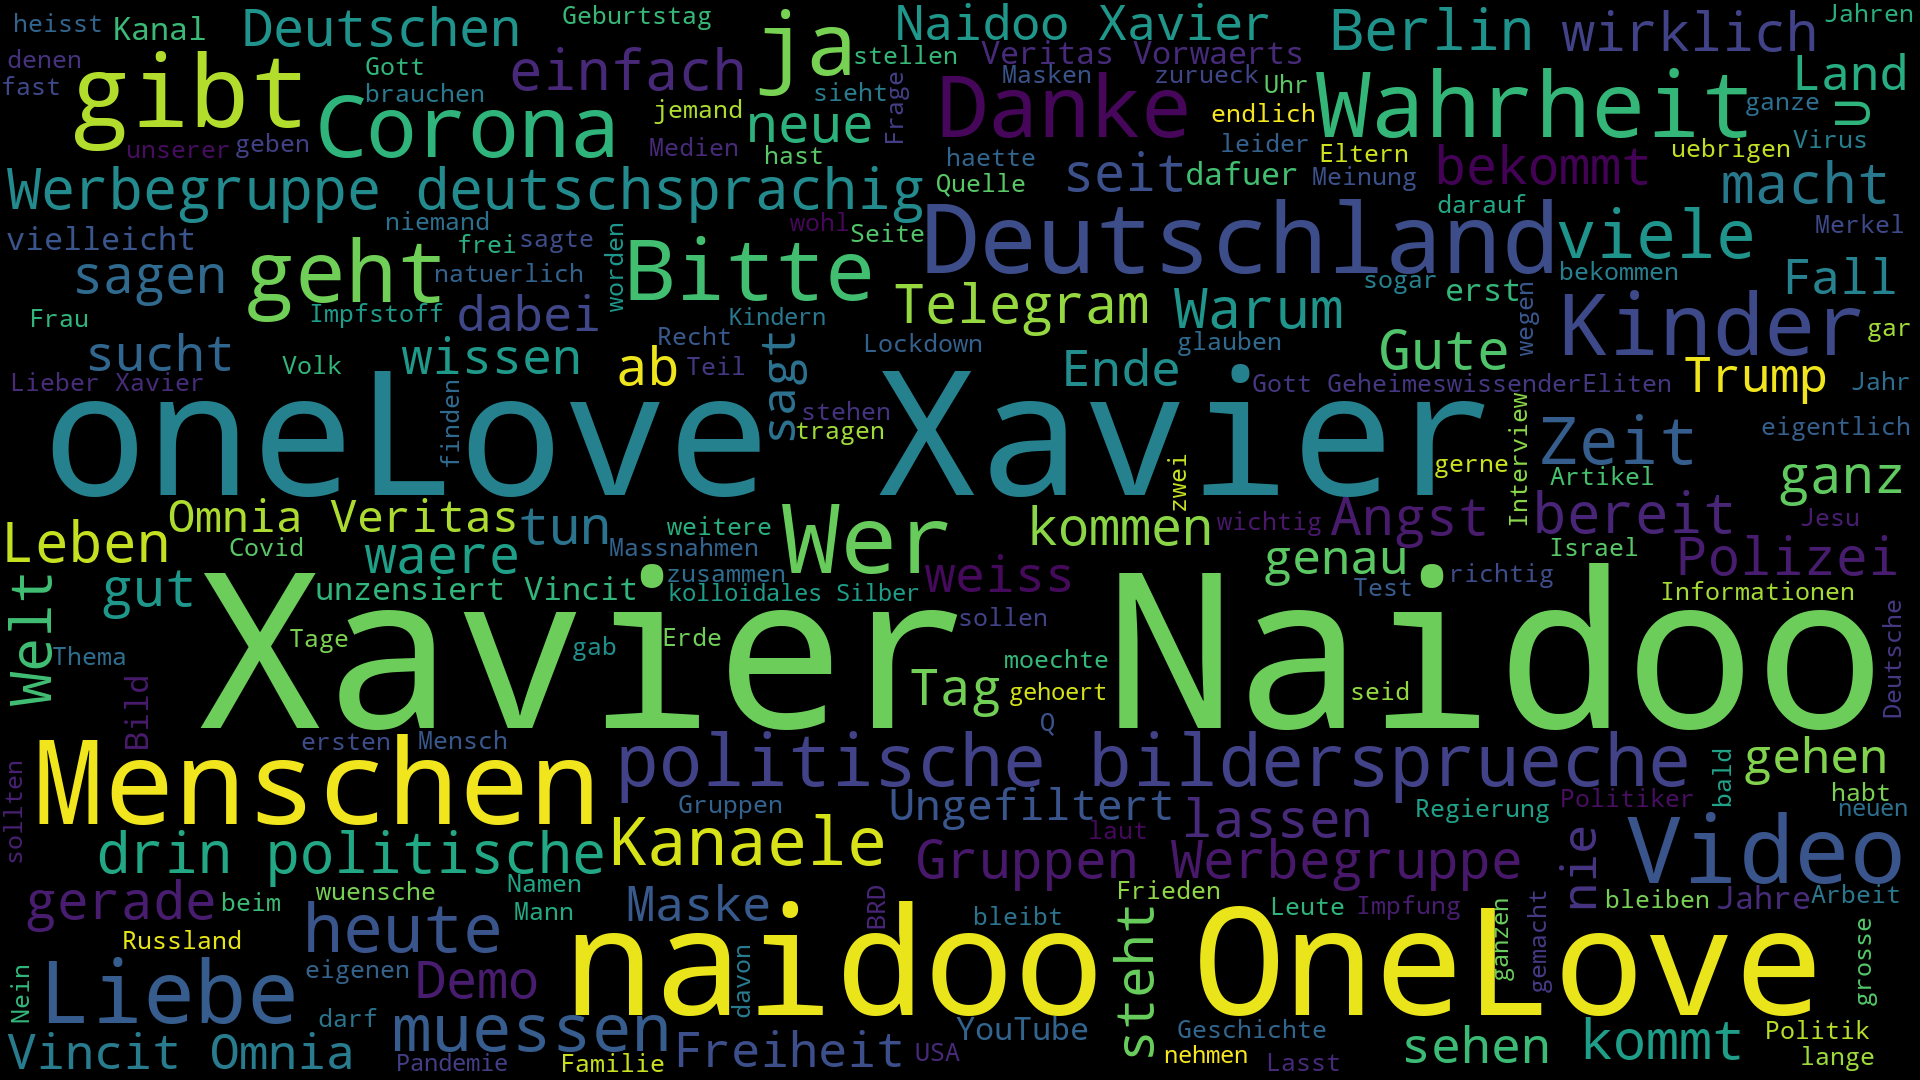 heisst
Kanal
Deutschen
Geburtstag
ja
Naidoo Xavier
Berlin
wirklich
Jahren
denen
fast
gibt
Gott
brauchen
einfach
stellen
Veritas Vorwaerts
Masken
zurueck
Uhr
Land
Corona
jemand
sieht
Frage
neue
Danke
endlich
Wahrheit
ganze
u
unserer
geben
Medien
hast
haette
leider
Eltern
bekommt
uebrigen
Virus
Werbegruppe deutschsprachig
Quelle
seit
dafuer
Meinung
macht
vielleicht
niemand
frei
sagte
worden
wohl
Seite
Deutschland
darauf
viele
Merkel
sagen
geht
natuerlich
Bitte
sogar
bekommen
Fall
Frau
Impfstoff
dabei
Kindern
Telegram
Warum
erst
wegen
Kinder
gar
sucht
Volk
wissen
Recht
ab
Teil
sagt
Lockdown
Ende
glauben
Gute
Lieber Xavier
Gott GeheimeswissenderEliten
Trump
Jahr
oneLove Xavier
finden
stehen
tragen
zwei
gerne
Interview
Zeit
eigentlich
Artikel
ganz
Leben
Omnia Veritas
tun
weitere
Wer
kommen
wichtig
Angst
bereit
Jesu
Covid
waere
Massnahmen
genau
Israel
Polizei
Welt
gut
unzensiert Vincit
zusammen
kolloidales Silber
weiss
Test
richtig
Informationen
Xavier Naidoo
sollen
Deutsche
Thema
Tage
gab
Erde
Tag
moechte
gehoert
seid
Bild
Q
ersten
Mensch
Menschen
politische bildersprueche
bald
gehen
sollten
Gruppen
Ungefiltert
lassen
Regierung
Politiker
habt
neuen
drin politische
Kanaele
laut
Gruppen Werbegruppe
nie
Video
gerade
beim
wuensche
Namen
Mann
Maske
BRD
Frieden
Leute
Impfung
bleiben
Jahre
Arbeit
Russland
heute
bleibt
steht
ganzen
gemacht
grosse
Nein
Liebe
eigenen
Demo
naidoo OneLove
davon
darf
muessen
YouTube
Geschichte
Politik
Vincit Omnia
Pandemie
Familie
Freiheit
USA
nehmen
Lasst
sehen
kommt
lange